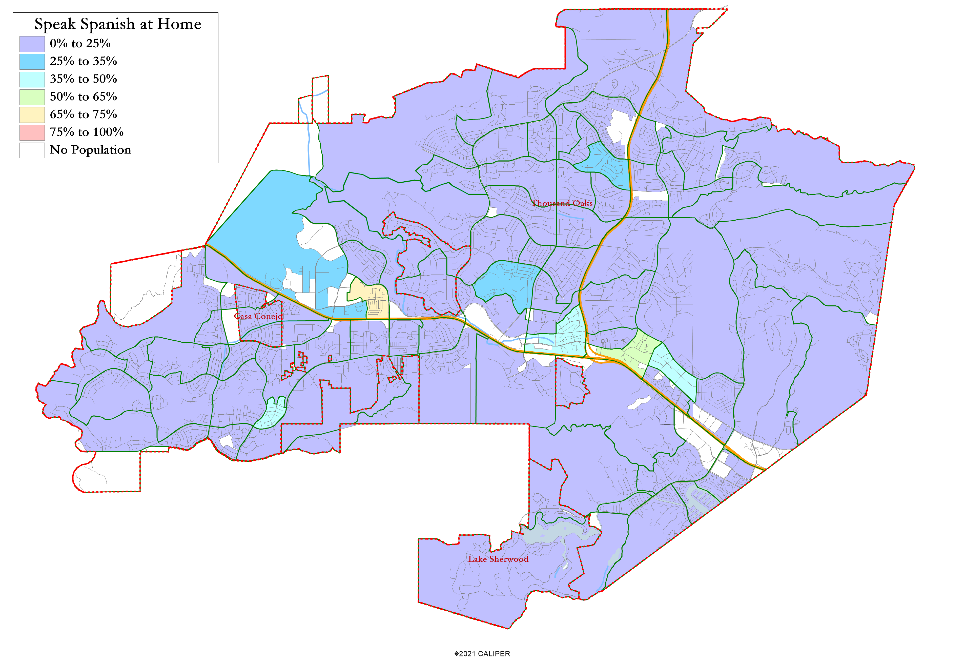 Speak Spanish at Home
0% to 25%
25% to 35%
35% to 50%
50% to 65%
65% to 75%
75% to 100%
No Population
Thousand Oaks
Casa Conejo
Lake Sherwood
©2021 CALIPER